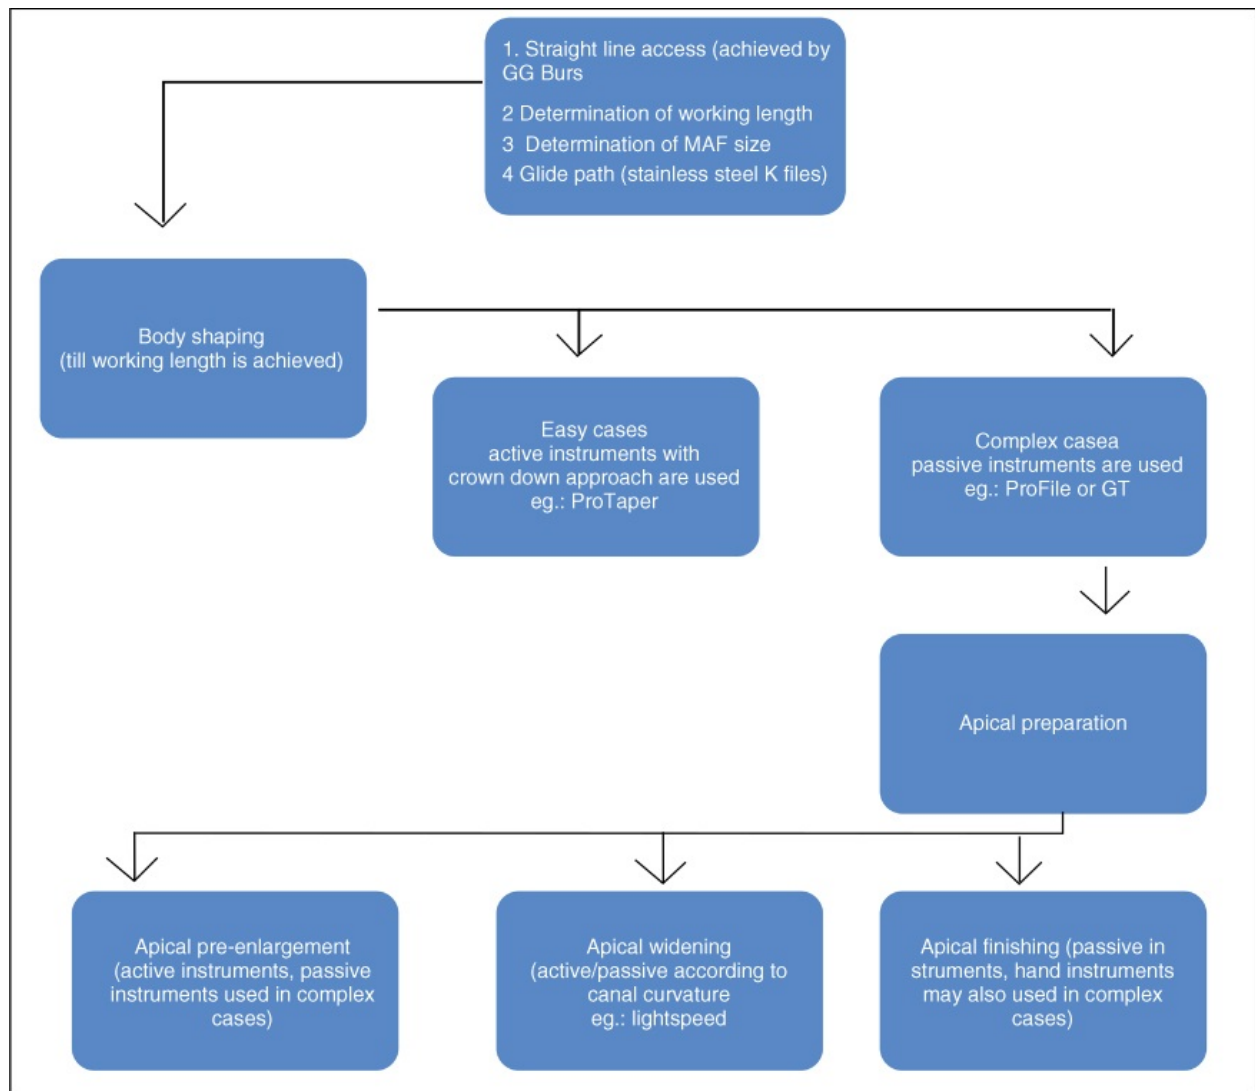 1. Straight line access (achieved by
GG Burs
2 Determination of working length
3 Determination of MAF size
4 Glide path (stainless steel K files)
Body shaping
(till working length is achieved)
Easy cases
active instruments with
crown down approach are used
eg.: ProTaper
Complex casea
passive instruments are used
eg.: ProFile or GT
Apical preparation
Apical pre-enlargement
(active instruments, passive
instruments used in complex
cases)
Apical widening
(active/passive according to
canal curvature
eg.: lightspeed
Apical finishing (passive in
struments, hand instruments
may also used in complex
cases)